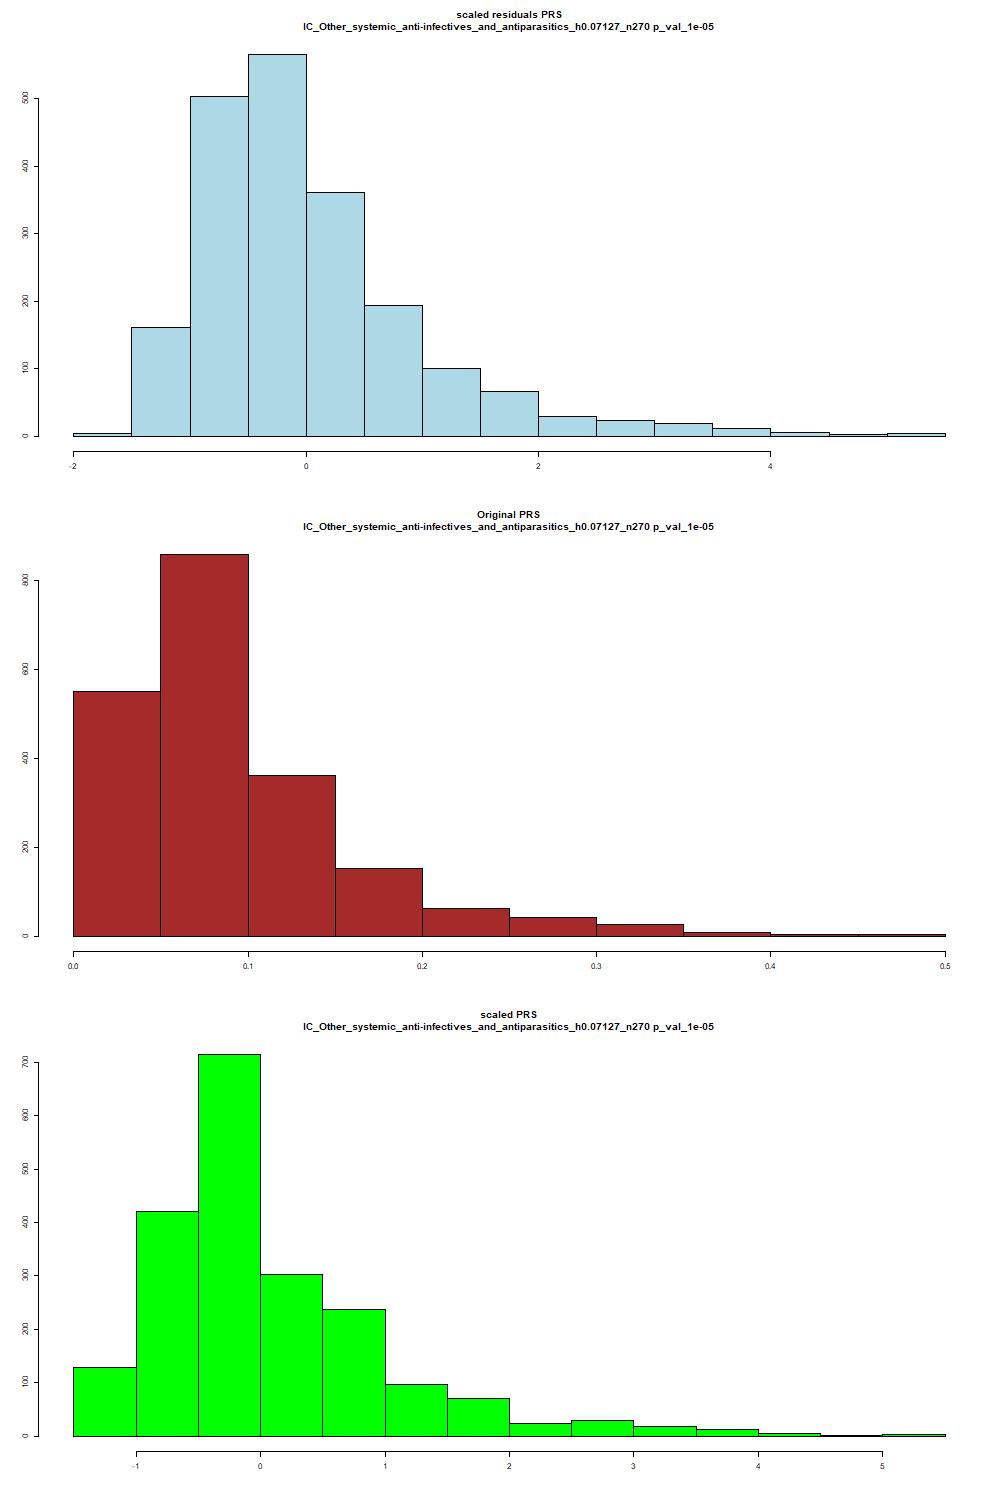 scaled residuals PRS
IC_Other_systemic_anti-infectives_and_antiparasitics_h0.07127_n270 p_val_1e-05
500
400
300
200
100
0
-2 0 2 4
Original PRS
IC_Other_systemic_anti-infectives_and_antiparasitics_h0.07127_n270 p_val_1e-05
800
600
400
200
0
0.0 0.1 0.2 0.3 0.4 0.5
scaled PRS
IC_Other_systemic_anti-infectives_and_antiparasitics_h0.07127_n270 p_val_1e-05
700
600
500
400
300
200
100
0
-1 0 1 2 3 4 5